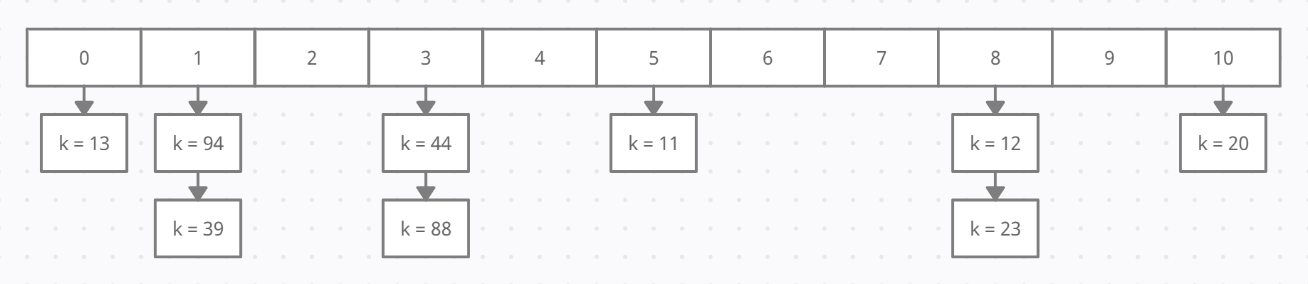 0 1 2 3 4 5 6 7 8 9 10
k = 13 k = 94 k = 44 k = 11 k = 12 k = 20
k = 39 k = 88 k = 23